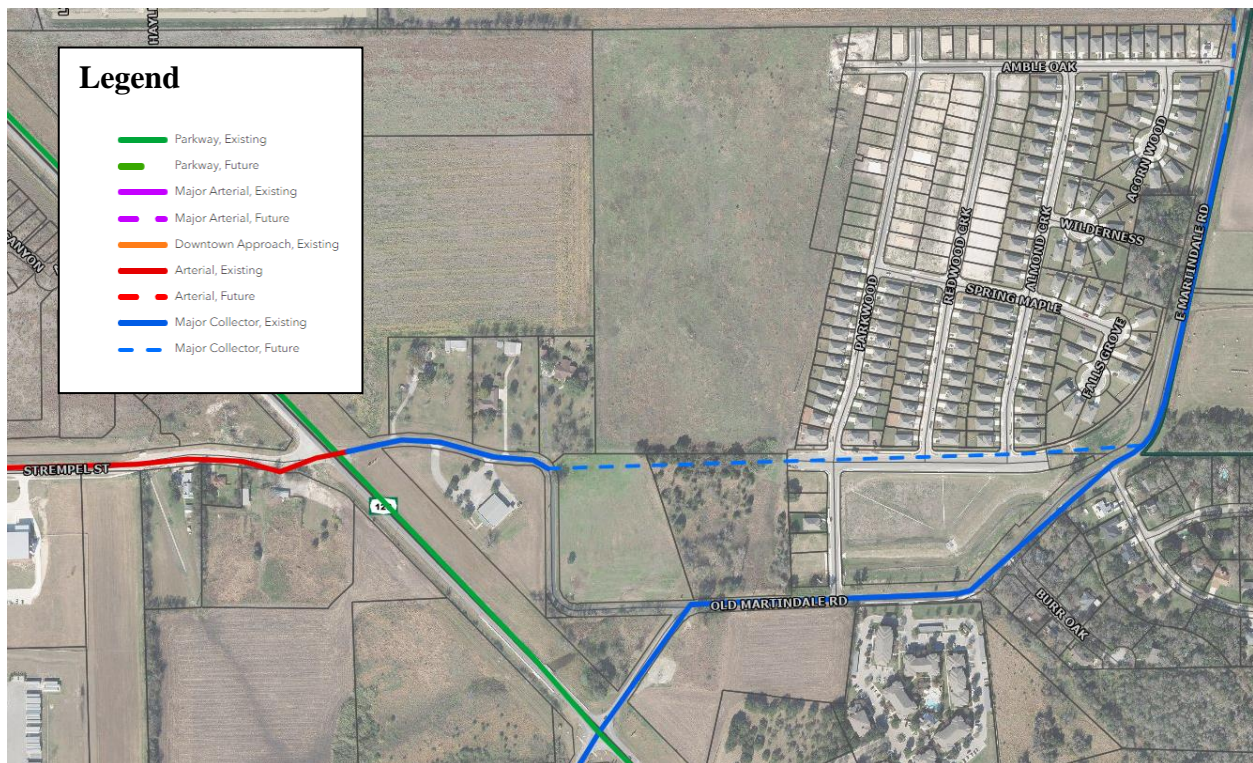 HAYLI
Legend
Parkway, Existing
Parkway, Future
Major Arterial, Existing
Major Arterial, Future
Downtown Approach, Existing
Arterial, Existing
Arterial, Future
Major Collector, Existing
Major Collector, Future
AMBLE OAK
ACORN WOOD
WILDERNESS
ALMOND CRK
REDWOOD CRK
PARKWOOD
SPRING MAPLE
FALLS GROVE
E MARTINDALE RD
ANYON
STREMPEL ST
OLD MARTINDALE RD
BURR OAK